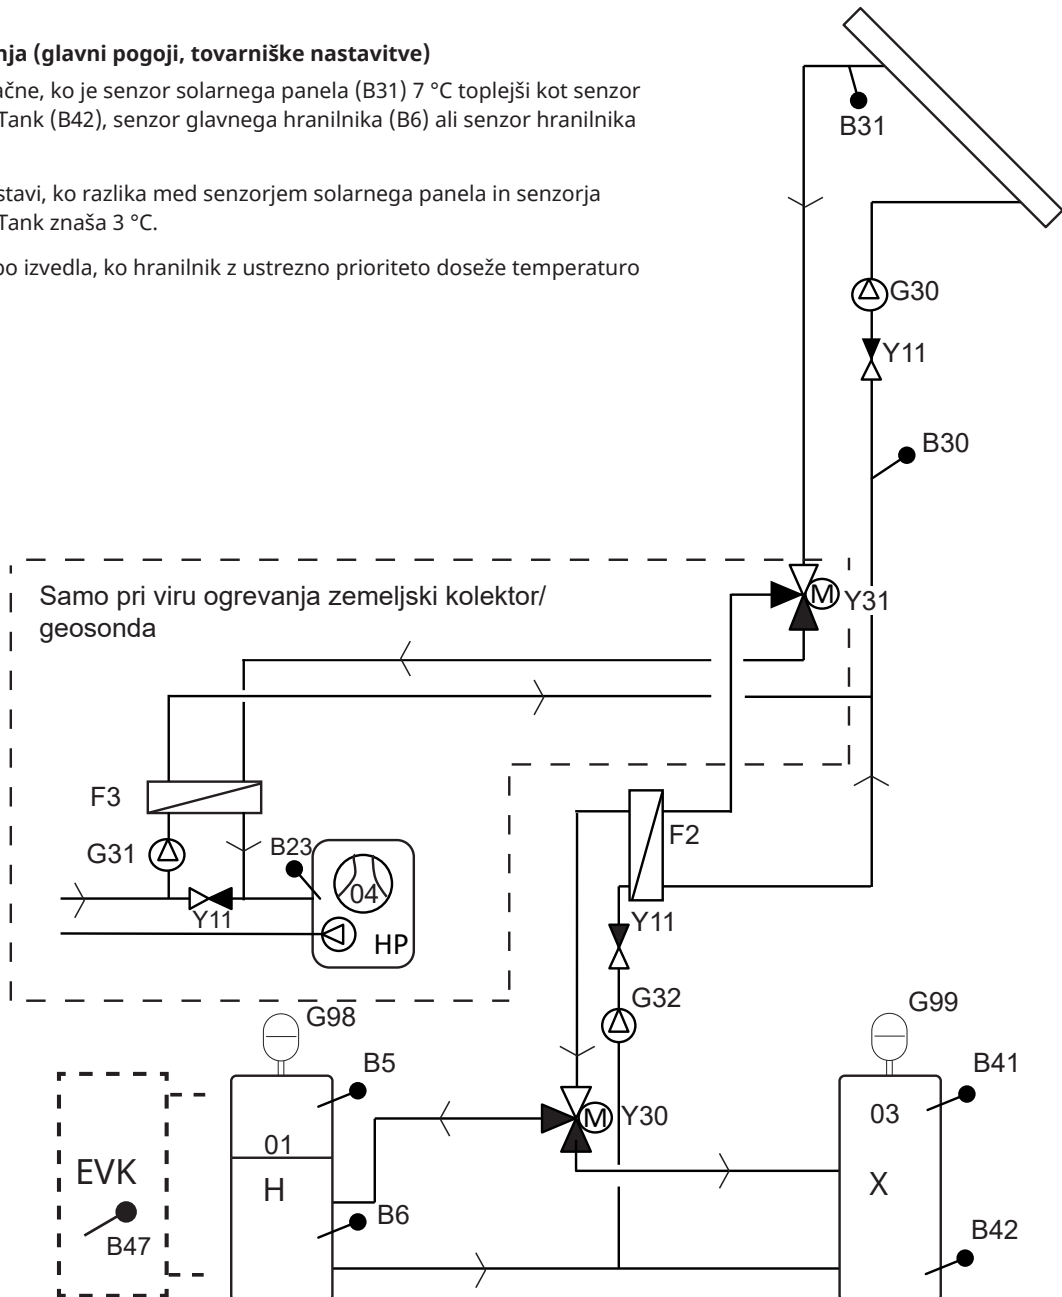 nja (glavni pogoji, tovarniške nastavitve)
ačne, ko je senzor solarnega panela (B31) 7 °C toplejši kot senzor
Tank (B42), senzor glavnega hranilnika (B6) ali senzor hranilnika
stavi, ko razlika med senzorjem solarnega panela in senzorja
Tank znaša 3 °C.
bo izvedla, ko hranilnik z ustrezno prioriteto doseže temperaturo
B31
G30
Y11
B30
Samo pri viru ogrevanja zemeljski kolektor/
geosonda
M
Y31
F3
F2
G31
B23
04
Y11
HP
Y11
G32
G98
G99
B5
B41
01
03
M
Y30
EVK
H
X
B6
B47
B42